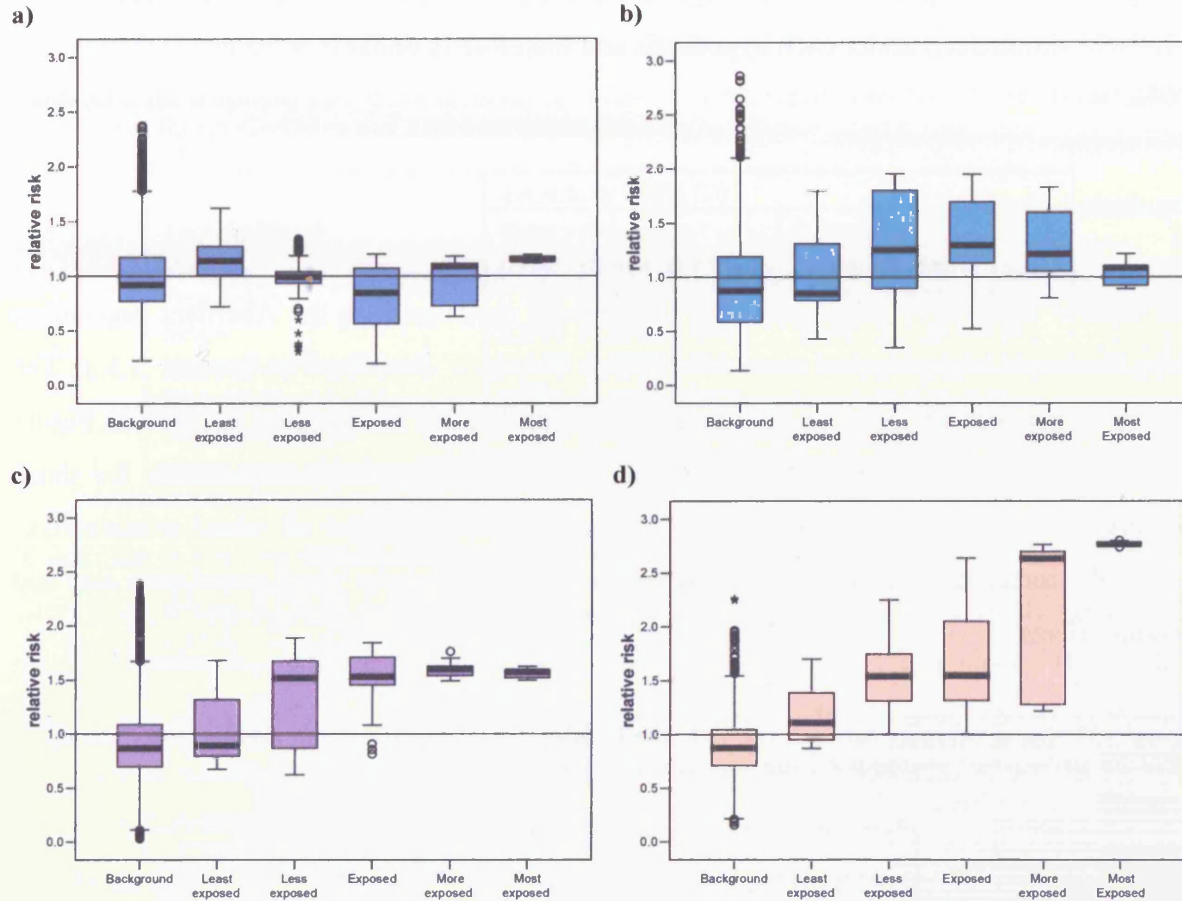 a)
3.0
2.5
2.0
1.5
1.0
0.5
0.0
relative risk
Background
Least exposed
Less exposed
Exposed
More exposed
Most exposed
b)
3.0
2.5
2.0
1.5
1.0
0.5
0.0
relative risk
Background
Least exposed
Less exposed
Exposed
More exposed
Most Exposed
c)
3.0
2.5
2.0
1.5
1.0
0.5
0.0
relative risk
Background
Least exposed
Less exposed
Exposed
More exposed
Most exposed
d)
3.0
2.5
2.0
1.5
1.0
0.5
0.0
relative risk
Background
Least exposed
Less exposed
Exposed
More exposed
Most Exposed